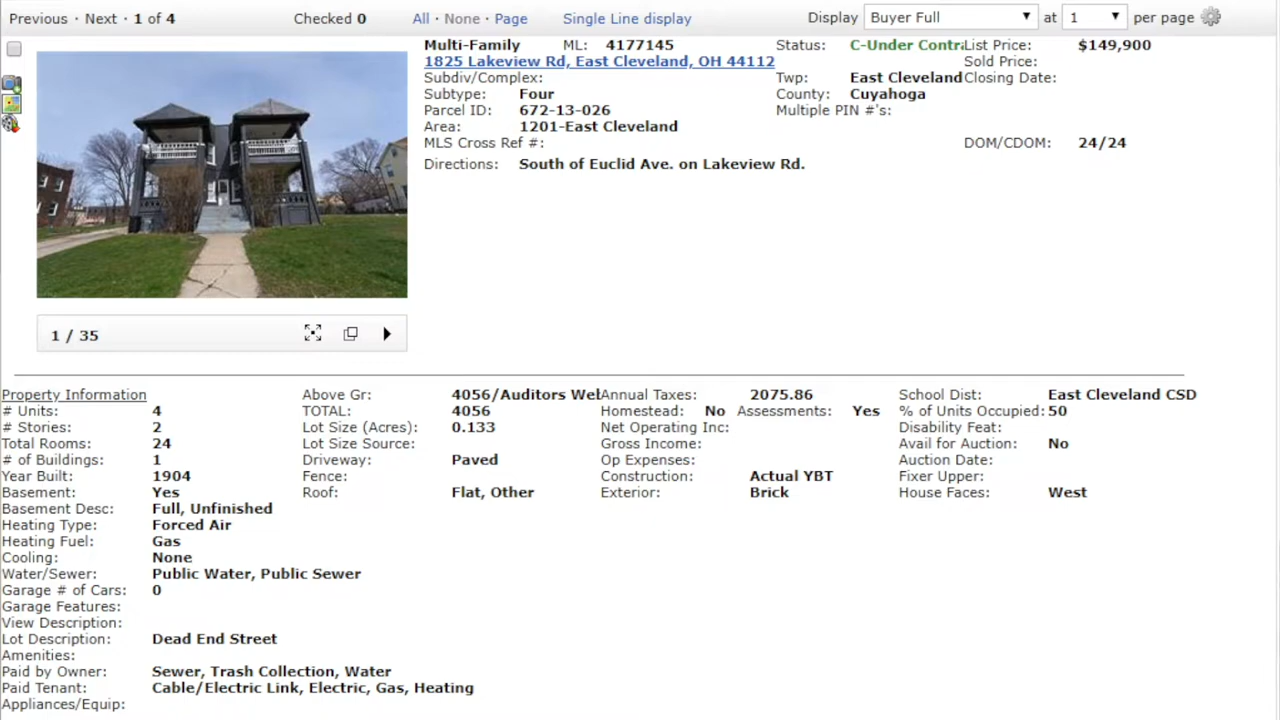 Previous · Next · 1 of 4 Checked 0 All · None · Page Single Line display Display Buyer Full at 1 per page
Multi-Family ML: 4177145 Status: C-Under Contra List Price: $149,900
1825 Lakeview Rd, East Cleveland, OH 44112 Sold Price:
Subdiv/Complex: Twp: East Cleveland Closing Date:
Subtype: Four County: Cuyahoga
Parcel ID: 672-13-026 Multiple PIN #'s:
Area: 1201-East Cleveland
MLS Cross Ref #: DOM/CDOM: 24/24
Directions: South of Euclid Ave. on Lakeview Rd.
1 / 35
Property Information Above Gr: 4056/Auditors Wel Annual Taxes: 2075.86 School Dist: East Cleveland CSD
# Units: 4 TOTAL: 4056 Homestead: No Assessments: Yes % of Units Occupied: 50
# Stories: 2 Lot Size (Acres): 0.133 Net Operating Inc: Disability Feat:
Total Rooms: 24 Lot Size Source: Gross Income: Avail for Auction: No
# of Buildings: 1 Driveway: Paved Op Expenses: Auction Date:
Year Built: 1904 Fence: Construction: Actual YBT Fixer Upper:
Basement: Yes Roof: Flat, Other Exterior: Brick House Faces: West
Basement Desc: Full, Unfinished
Heating Type: Forced Air
Heating Fuel: Gas
Cooling: None
Water/Sewer: Public Water, Public Sewer
Garage # of Cars: 0
Garage Features:
View Description:
Lot Description: Dead End Street
Amenities:
Paid by Owner: Sewer, Trash Collection, Water
Paid Tenant: Cable/Electric Link, Electric, Gas, Heating
Appliances/Equip: